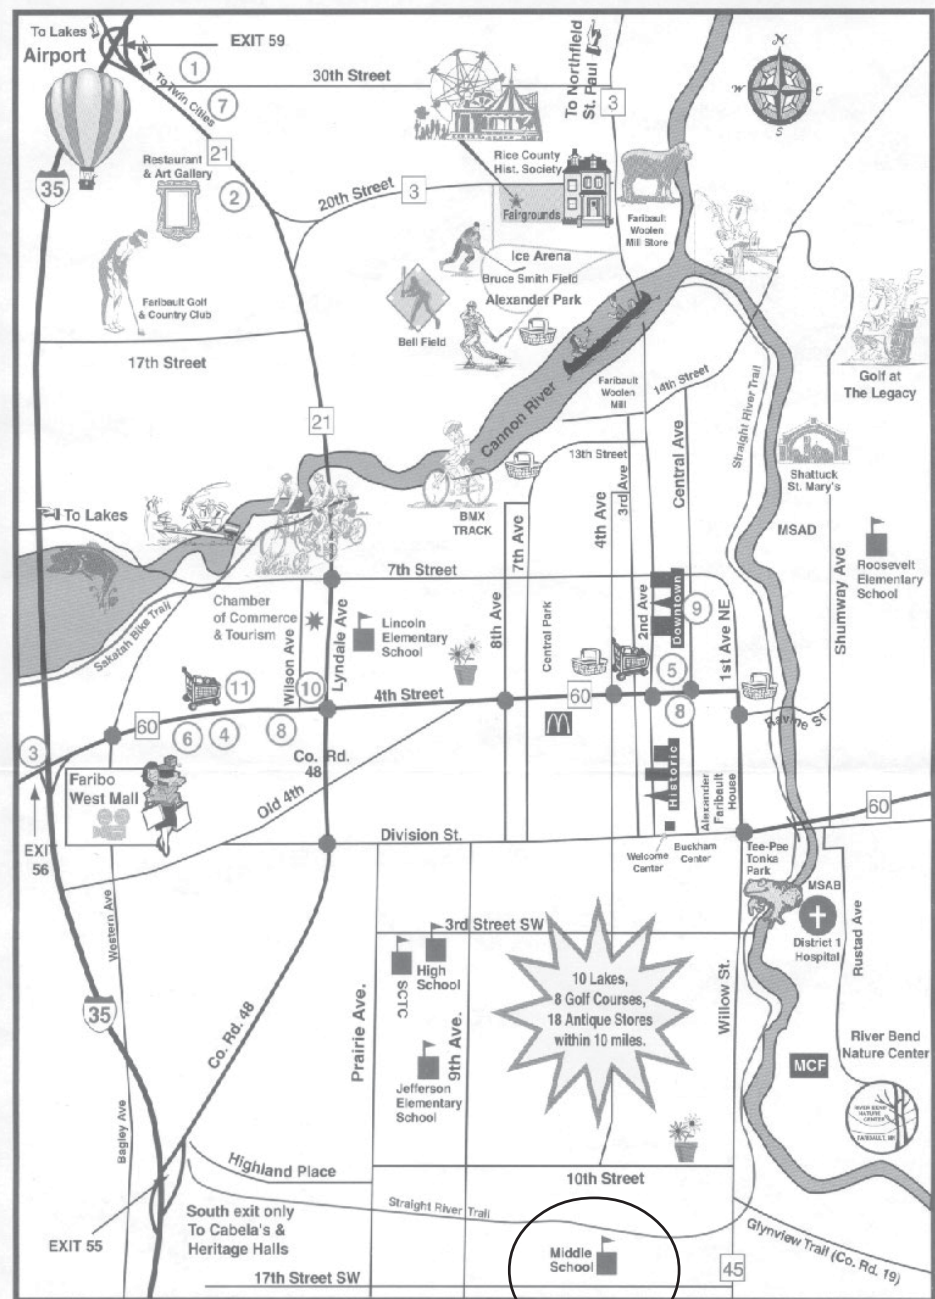 To Lakes
Airport
EXIT 59
To Twin Cities
1
7
30th Street
To Northfield
St. Paul
3
N
W
E
S
Restaurant
& Art Gallery
21
2
35
20th Street
3
Rice County
Hist. Society
Fairgrounds
Faribault
Woolen
Mill Store
Ice Arena
Bruce Smith Field
Alexander Park
Bell Field
Faribault Golf
& Country Club
17th Street
21
Cannon River
Faribault
Woolen
Mill
14th Street
Straight River Trail
Golf at
The Legacy
13th Street
3rd Ave
4th Ave
Central Ave
7th Ave
Shattuck
St. Mary's
MSAD
Shumway Ave
Roosevelt
Elementary
School
To Lakes
BMX
TRACK
7th Street
Sakatah Bike Trail
Chamber
of Commerce
& Tourism
Wilson Ave
Lyndale Ave
Lincoln
Elementary
School
8th Ave
Central Park
2nd Ave
Downtown
9
1st Ave NE
11
10
4th Street
60
5
60
6
4
8
8
Ravine St
3
Faribo
West Mall
Co. Rd.
48
Old 4th
Historic
Alexander
Faribault
House
60
EXIT
56
Division St.
Welcome
Center
Buckham
Center
Tee-Pee
Tonka
Park
MSAB
District 1
Hospital
Rustad Ave
Western Ave
3rd Street SW
High
School
SCTC
10 Lakes,
8 Golf Courses,
18 Antique Stores
within 10 miles.
Willow St.
35
Co. Rd. 48
Prairie Ave.
9th Ave.
Jefferson
Elementary
School
River Bend
Nature Center
MCF
RIVER BEND
NATURE
CENTER
FARIBAULT, MN
Bagley Ave
Highland Place
10th Street
Straight River Trail
South exit only
To Cabela's &
Heritage Halls
EXIT 55
Middle
School
Glynview Trail (Co. Rd. 19)
17th Street SW
45